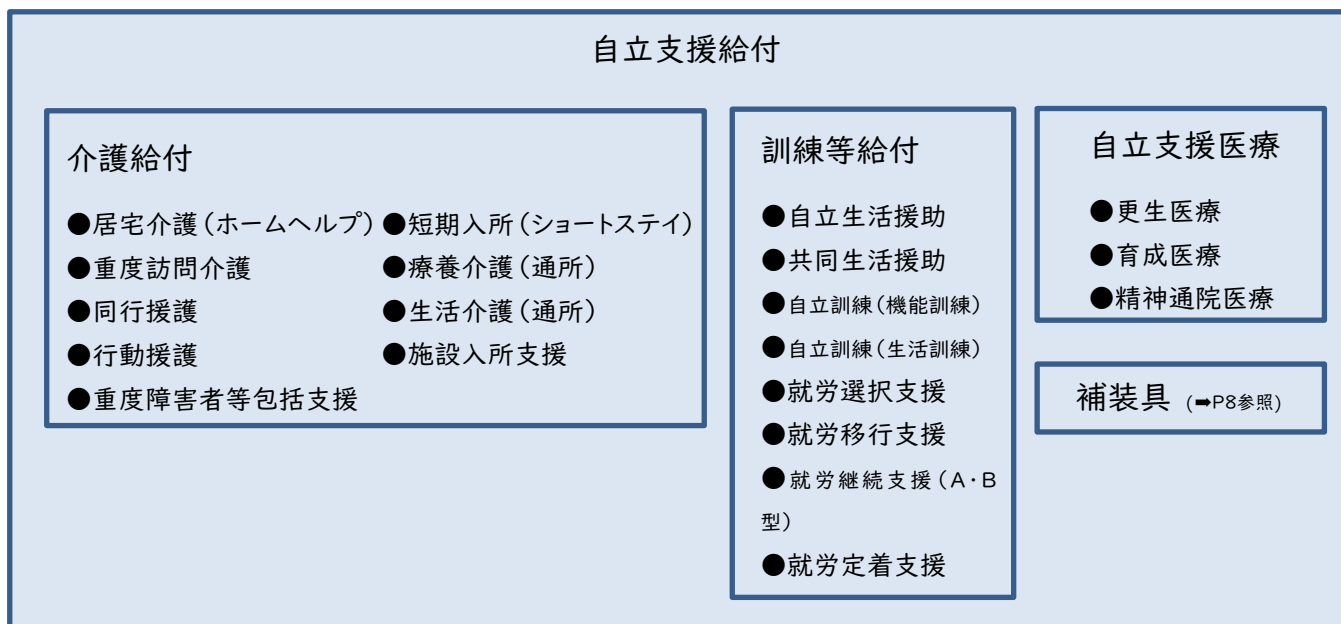 自立支援給付
介護給付
●居宅介護(ホームヘルプ)
●重度訪問介護
●同行援護
●行動援護
●重度障害者等包括支援
●短期入所(ショートステイ)
●療養介護(通所)
●生活介護(通所)
●施設入所支援
訓練等給付
●自立生活援助
●共同生活援助
●自立訓練(機能訓練)
●自立訓練(生活訓練)
●就労選択支援
●就労移行支援
●就労継続支援(A・B
型)
●就労定着支援
自立支援医療
●更生医療
●育成医療
●精神通院医療
補装具 (➡P8参照)